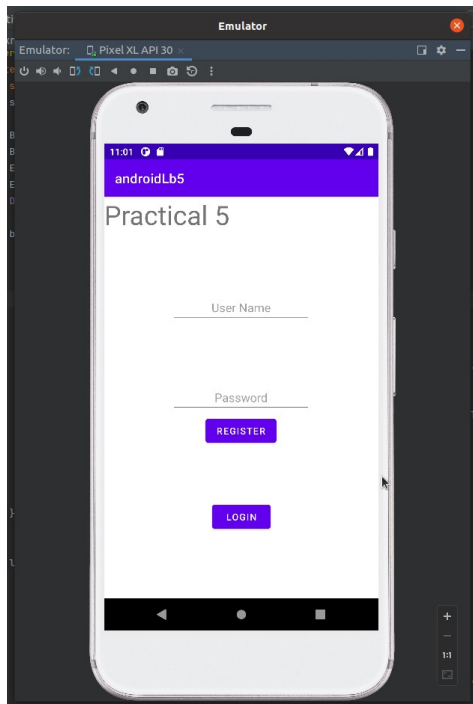 Emulator
Emulator: Pixel XL API 30
11:01
androidLb5
Practical 5
User Name
Password
REGISTER
LOGIN
1:1